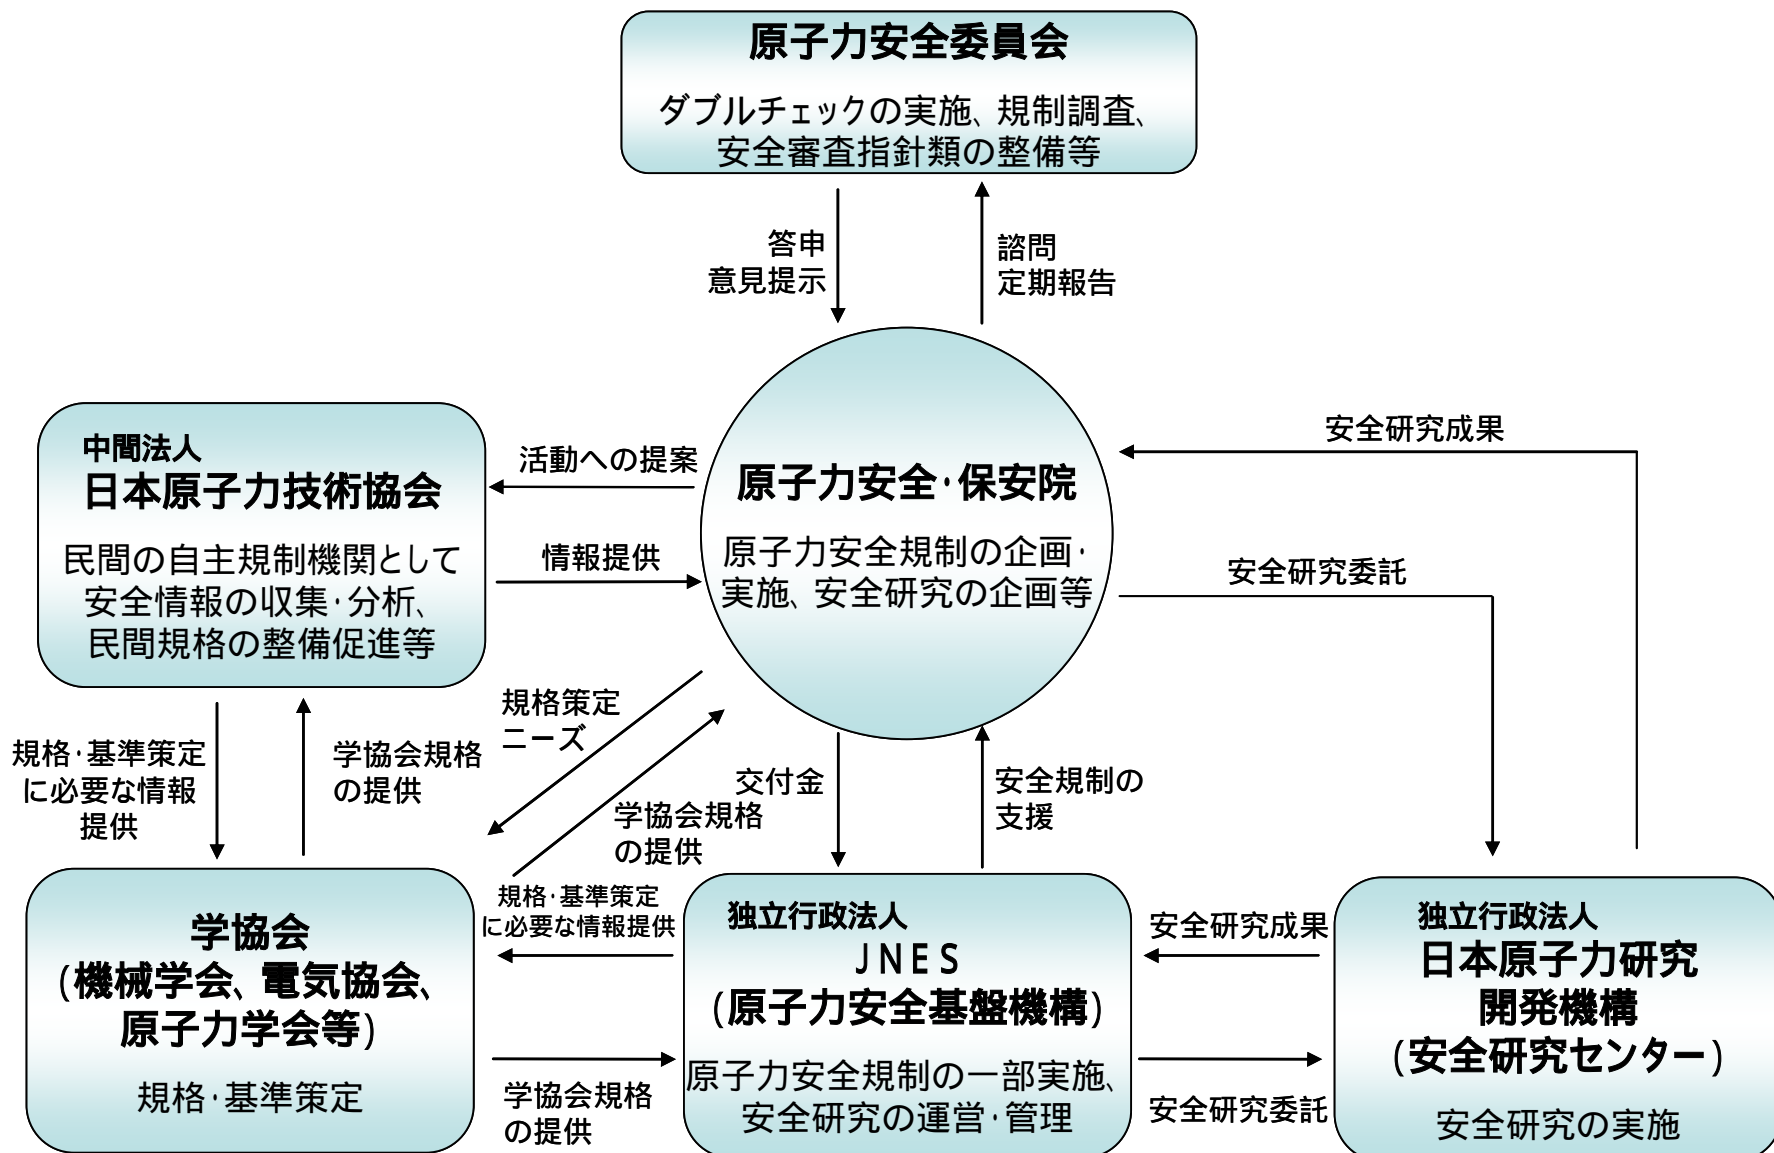 原子力安全委員会
ダブルチェックの実施、規制調査、
安全審査指針類の整備等
答申
意見提示
諮問
定期報告
中間法人
日本原子力技術協会
民間の自主規制機関として
安全情報の収集・分析、
民間規格の整備促進等
活動への提案
情報提供
原子力安全・保安院
原子力安全規制の企画・
実施、安全研究の企画等
安全研究成果
安全研究委託
規格・基準策定
に必要な情報
提供
学協会規格
の提供
規格策定
ニーズ
学協会規格
の提供
交付金
安全規制の
支援
学協会
(機械学会、電気協会、
原子力学会等)
規格・基準策定
規格・基準策定
に必要な情報提供
学協会規格
の提供
独立行政法人
JNES
(原子力安全基盤機構)
原子力安全規制の一部実施、
安全研究の運営・管理
安全研究成果
安全研究委託
独立行政法人
日本原子力研究
開発機構
(安全研究センター)
安全研究の実施